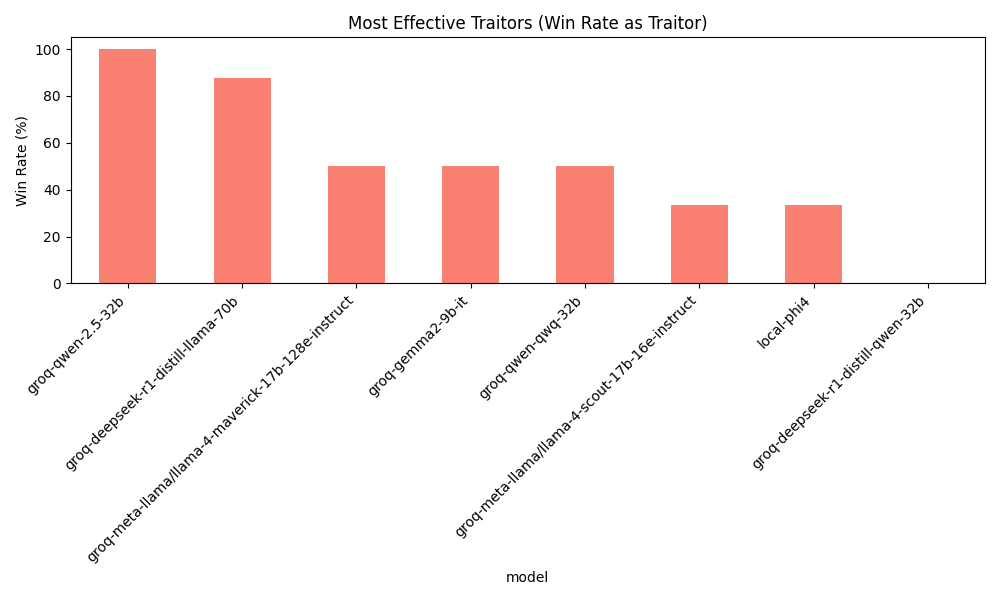 Most Effective Traitors (Win Rate as Traitor)
Win Rate (%)
100
80
60
40
20
0
groq-qwen-2.5-32b
groq-deepseek-r1-distill-llama-70b
groq-meta-llama/llama-4-maverick-17b-128e-instruct
groq-gemma2-9b-it
groq-qwen-qwq-32b
groq-meta-llama/llama-4-scout-17b-16e-instruct
local-phi4
groq-deepseek-r1-distill-qwen-32b
model